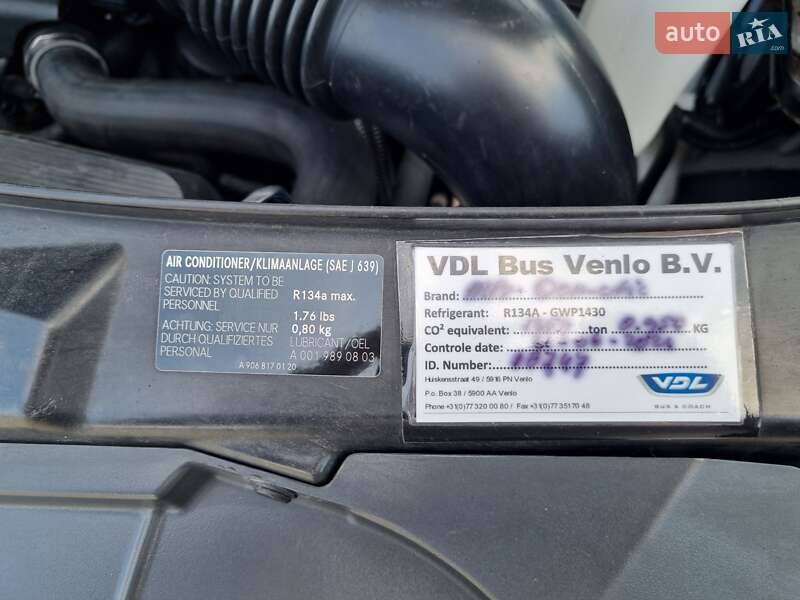 auto RIA.com
AIR CONDITIONER/KLIMAANLAGE (SAE J 639)
CAUTION: SYSTEM TO BE
SERVICED BY QUALIFIED
PERSONNEL
ACHTUNG: SERVICE NUR
DURCH QUALIFIZIERTES
PERSONAL
R134a max.
1.76 lbs
0,80 kg
LUBRICANT/OEL
A 001 989 08 03
A 906 817 01 20
VDL Bus Venlo B.V.
Brand:
Refrigerant: R134A - GWP1430
CO² equivalent: ton KG
Controle date:
ID. Number:
Huiskensstraat 49 / 5916 PN Venlo
P.o. Box 38 / 5900 AA Venlo
Phone +31(0)77 320 00 80 / Fax +31(0)77 3517048
VDL
BUS & COACH